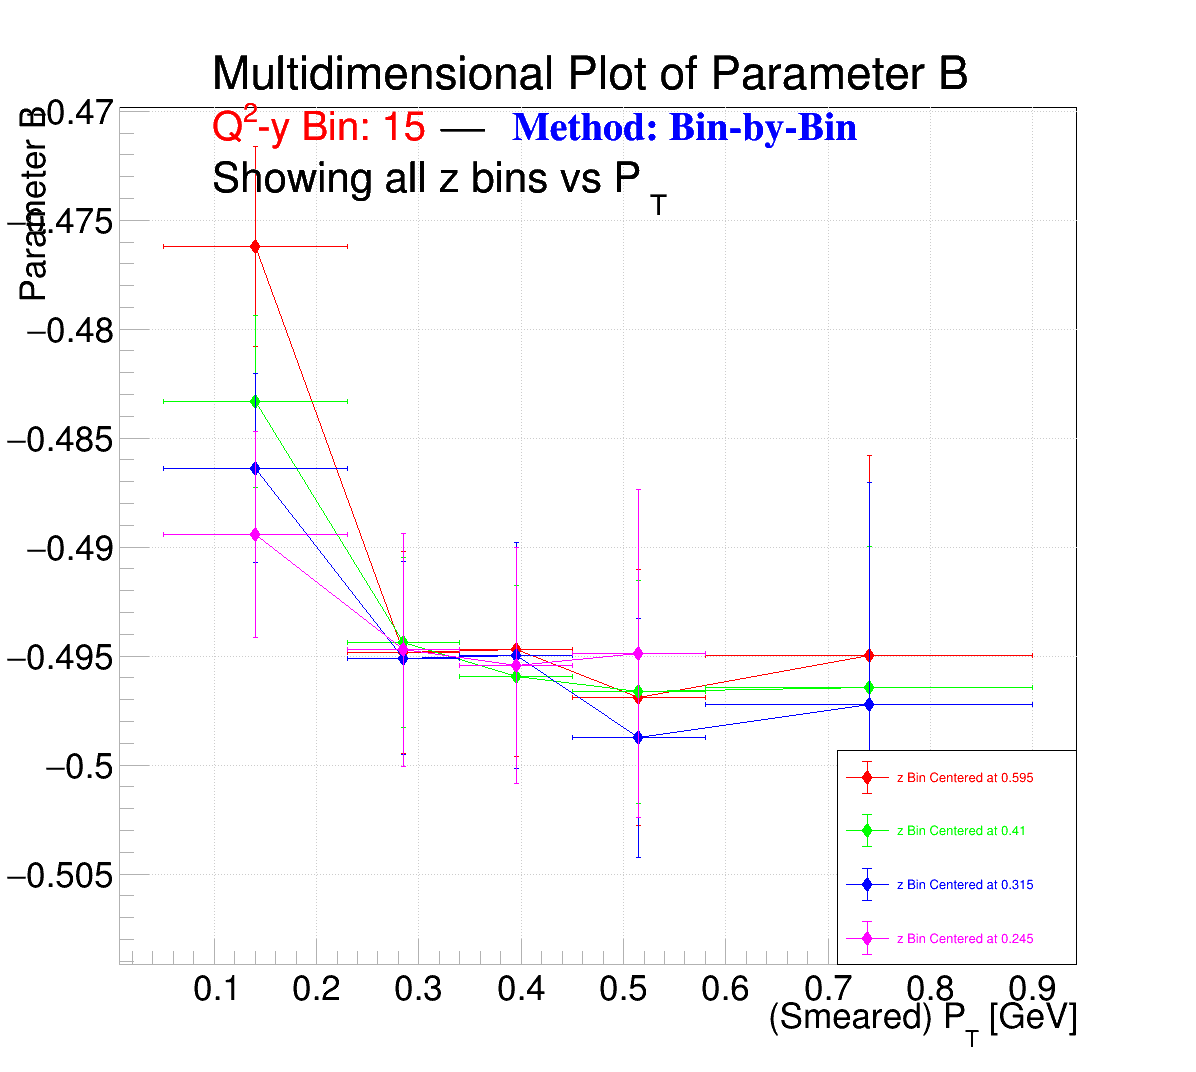 Multidimensional Plot of Parameter B
Q²-y Bin: 15 — Method: Bin-by-Bin
Showing all z bins vs P_T
Parameter B
−0.47
−0.475
−0.48
−0.485
−0.49
−0.495
−0.5
−0.505
z Bin Centered at 0.595
z Bin Centered at 0.41
z Bin Centered at 0.315
z Bin Centered at 0.245
0.1 0.2 0.3 0.4 0.5 0.6 0.7 0.8 0.9
(Smeared) P_T [GeV]